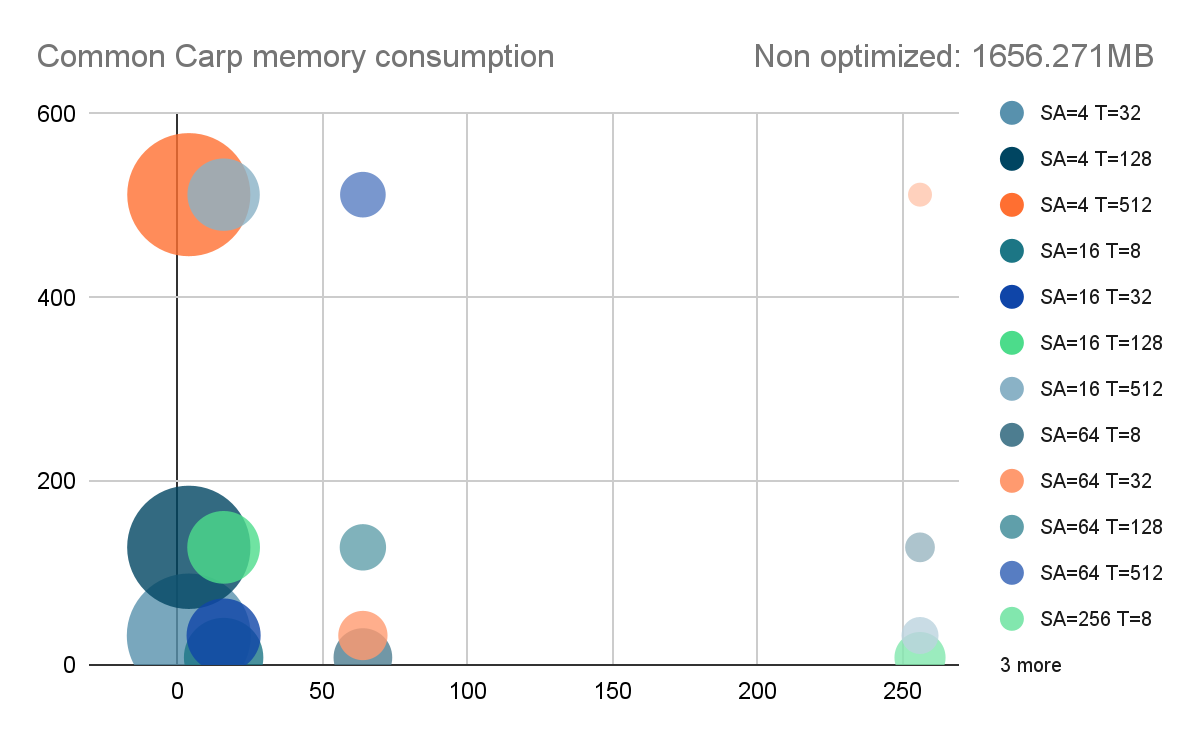 Common Carp memory consumption
Non optimized: 1656.271MB
600
400
200
0
0
50
100
150
200
250
SA=4 T=32
SA=4 T=128
SA=4 T=512
SA=16 T=8
SA=16 T=32
SA=16 T=128
SA=16 T=512
SA=64 T=8
SA=64 T=32
SA=64 T=128
SA=64 T=512
SA=256 T=8
3 more